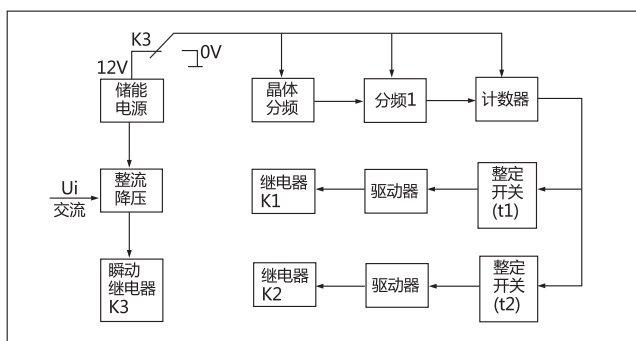 K3
0V
12V
储能
电源
晶体
分频
分频1
计数器
Ui
交流
整流
降压
继电器
K1
驱动器
整定
开关
(t1)
瞬动
继电器
K3
继电器
K2
驱动器
整定
开关
(t2)